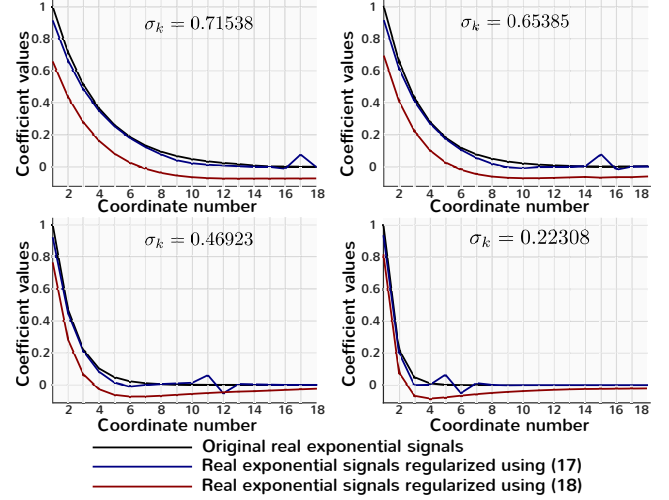 σ_k = 0.71538
Coefficient values
1
0.8
0.6
0.4
0.2
0
2 4 6 8 10 12 14 16 18
Coordinate number
σ_k = 0.65385
Coefficient values
1
0.8
0.6
0.4
0.2
0
2 4 6 8 10 12 14 16 18
Coordinate number
σ_k = 0.46923
Coefficient values
1
0.8
0.6
0.4
0.2
0
2 4 6 8 10 12 14 16 18
Coordinate number
σ_k = 0.22308
Coefficient values
1
0.8
0.6
0.4
0.2
0
2 4 6 8 10 12 14 16 18
Coordinate number
Original real exponential signals
Real exponential signals regularized using (17)
Real exponential signals regularized using (18)